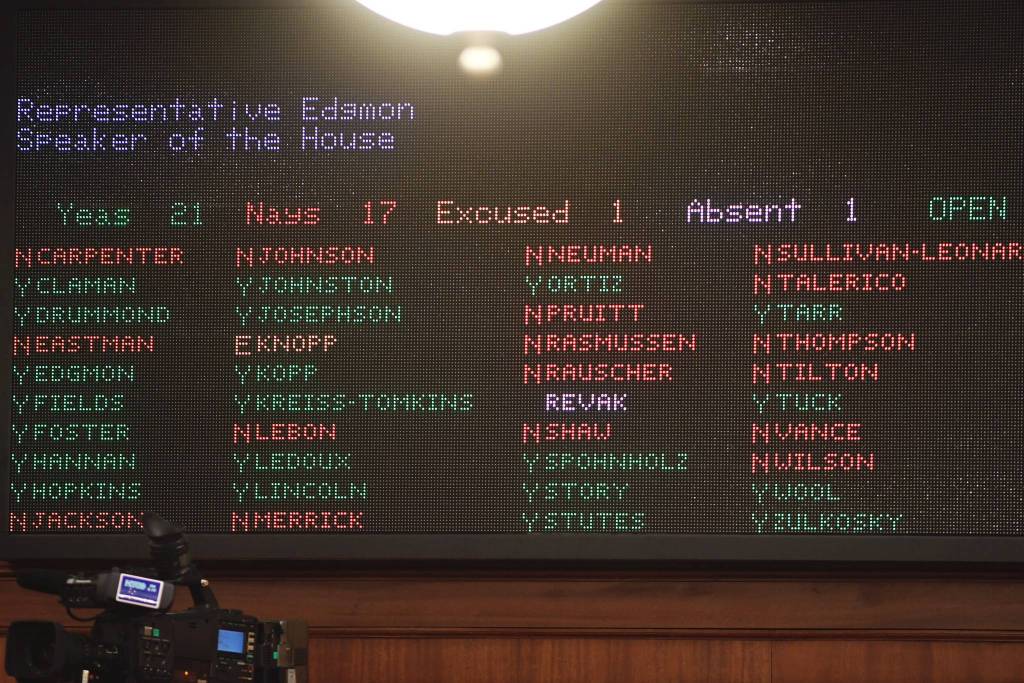 Representative Edgmon
Speaker of the House
Yeas 21 Nays 17 Excused 1 Absent 1 OPEN
N CARPENTER N JOHNSON N NEUMAN N SULLIVAN-LEONAR
Y CLAMAN Y JOHNSTON Y ORTIZ N TALERICO
Y DRUMMOND Y JOSEPHSON N PRUITT Y TARR
N EASTMAN E KNOPP N RASMUSSEN N THOMPSON
Y EDGMON Y KOPP N RAUSCHER N TILTON
Y FIELDS Y KREISS-TOMKINS REVAK Y TUCK
Y FOSTER N LEBON N SHAW N VANCE
Y HANNAN Y LEDOUX Y SPOHNHOLZ N WILSON
Y HOPKINS Y LINCOLN Y STORY Y WOOL
N JACKSON N MERRICK Y STUTES Y ZULKOSKY